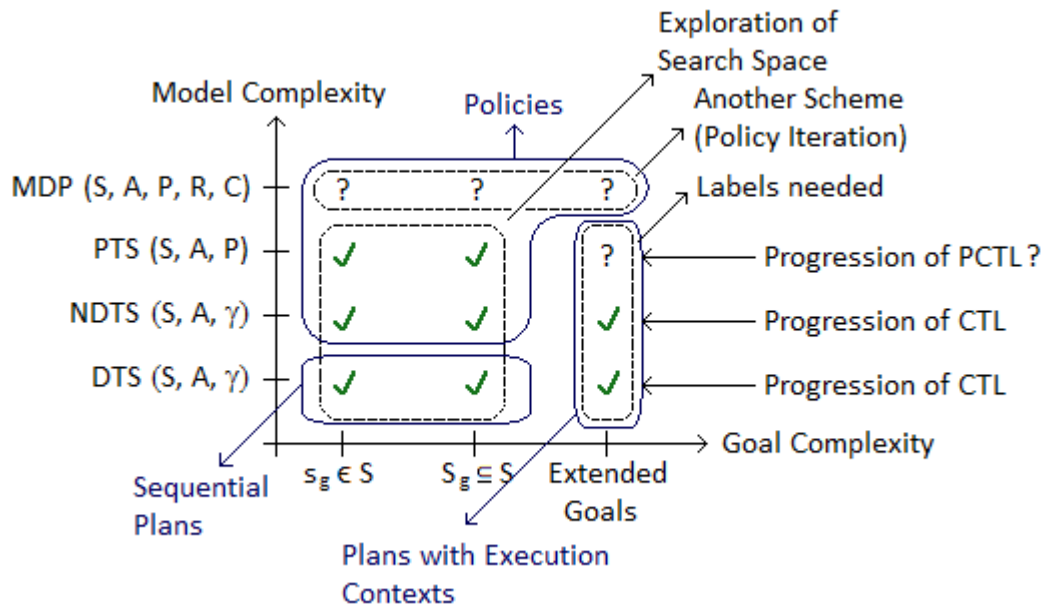 Exploration of
Search Space
Model Complexity
Policies
Another Scheme
(Policy Iteration)
MDP (S, A, P, R, C)
? ? ?
Labels needed
PTS (S, A, P)
✓ ✓ ?
Progression of PCTL?
NDTS (S, A, γ)
✓ ✓ ✓
Progression of CTL
DTS (S, A, γ)
✓ ✓ ✓
Progression of CTL
Goal Complexity
s_g ϵ S
S_g ⊆ S
Extended
Goals
Sequential
Plans
Plans with Execution
Contexts